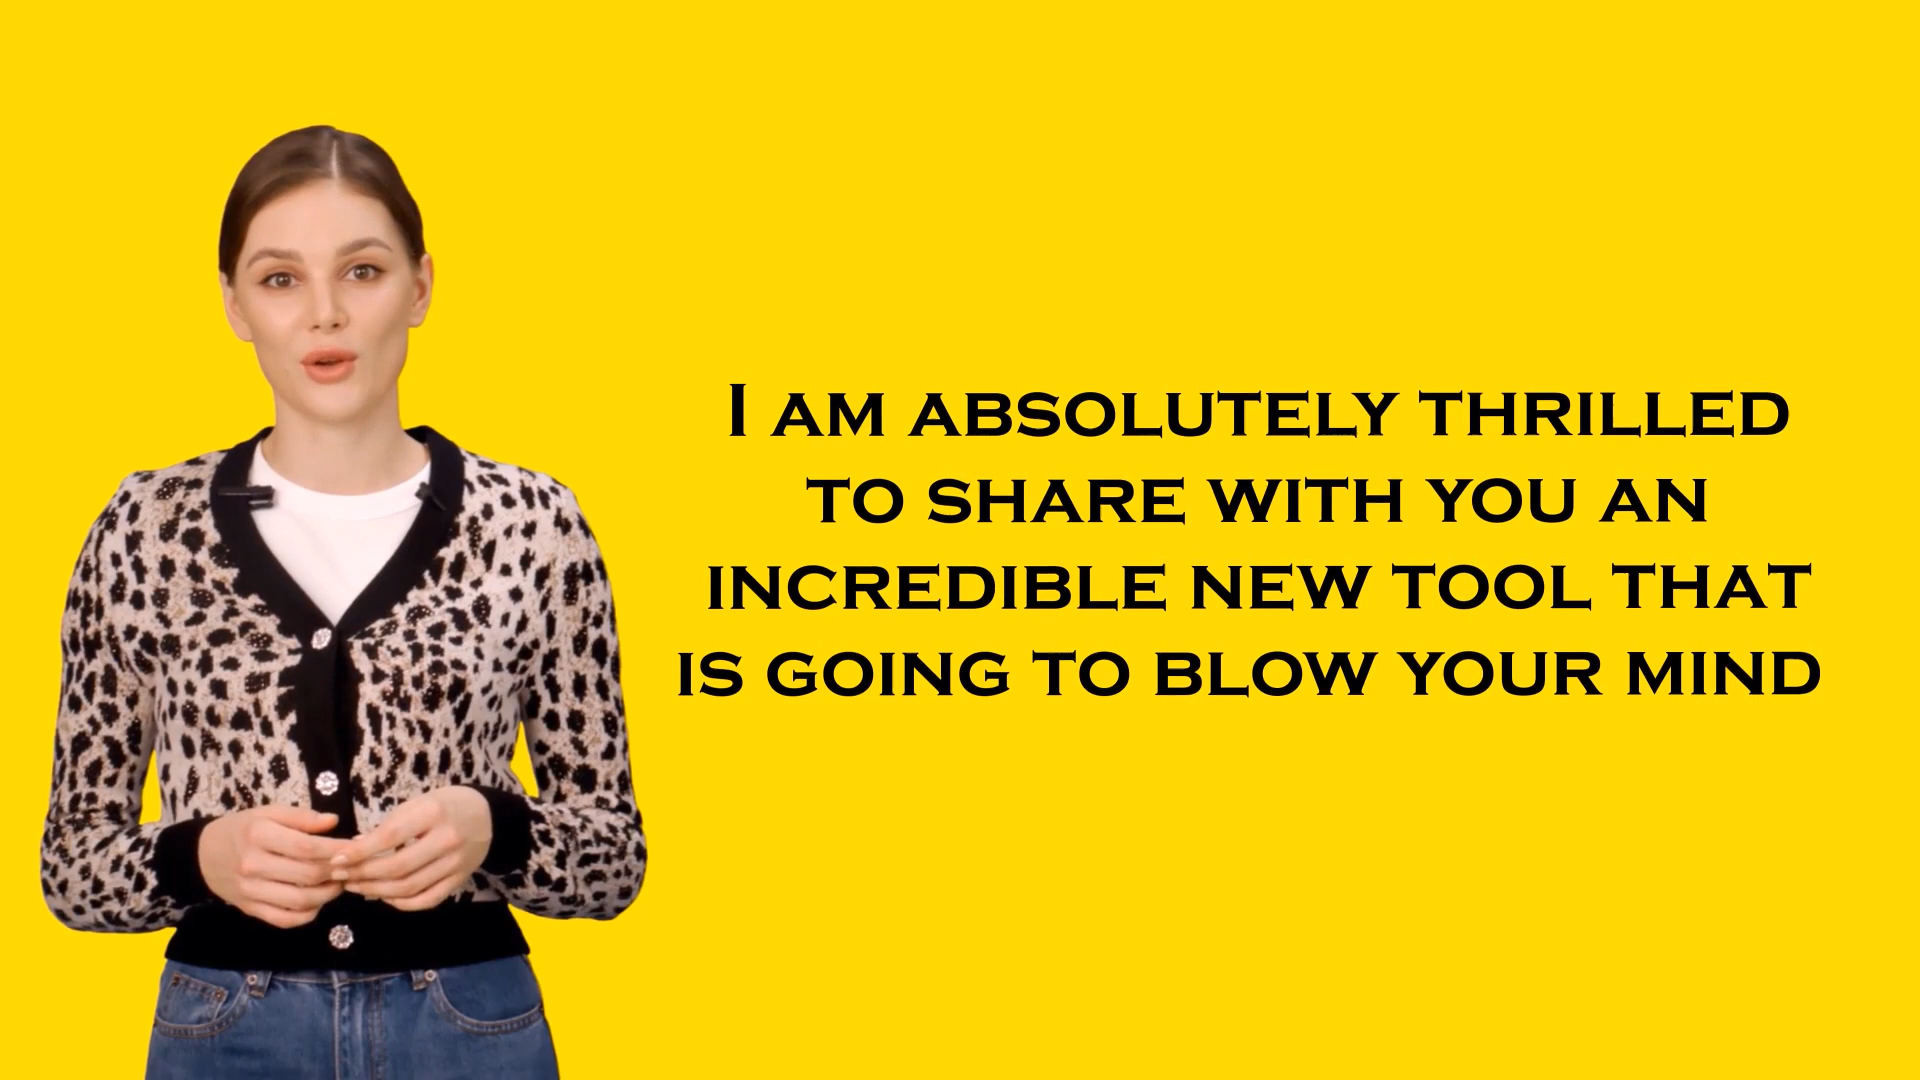 I AM ABSOLUTELY THRILLED
TO SHARE WITH YOU AN
INCREDIBLE NEW TOOL THAT
IS GOING TO BLOW YOUR MIND